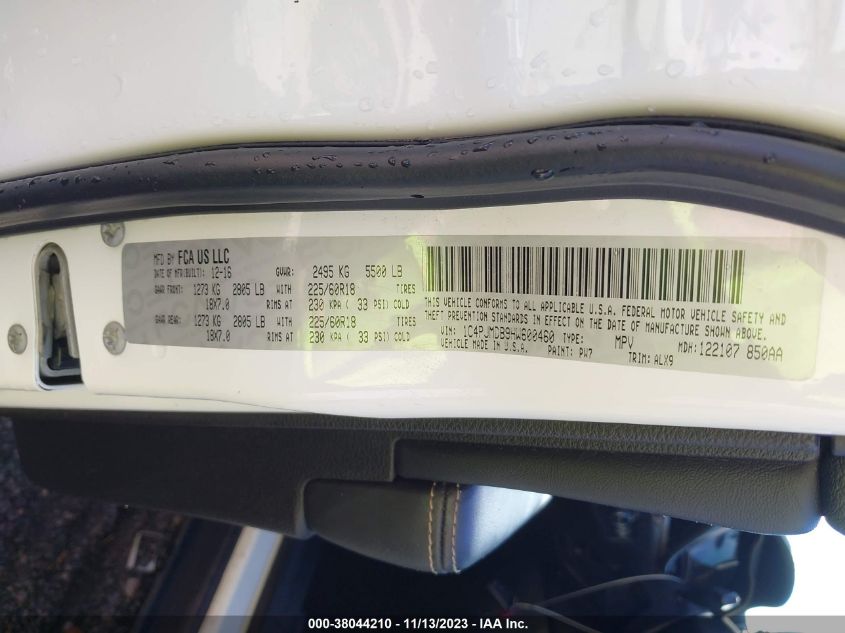 MFD BY FCA US LLC
DATE OF MFR(BUILT): 12-16 GVWR: 2495 KG 5500 LB
GAWR FRONT: 1273 KG 2805 LB 225/60R18 TIRES
18X7.0 RIMS AT 230 KPA ( 33 PSI) COLD
GAWR REAR: 1273 KG 2805 LB 225/60R18 TIRES
18X7.0 RIMS AT 230 KPA ( 33 PSI) COLD
THIS VEHICLE CONFORMS TO ALL APPLICABLE U.S.A. FEDERAL MOTOR VEHICLE SAFETY AND
THEFT PREVENTION STANDARDS IN EFFECT ON THE DATE OF MANUFACTURE SHOWN ABOVE.
VIN: 1C4PJMDB9HW600460 TYPE: MPV MDH: 122107 850AA
VEHICLE MADE IN U.S.A. PAINT: PW7 TRIM: ALX9
000-38044210 - 11/13/2023 - IAA Inc.